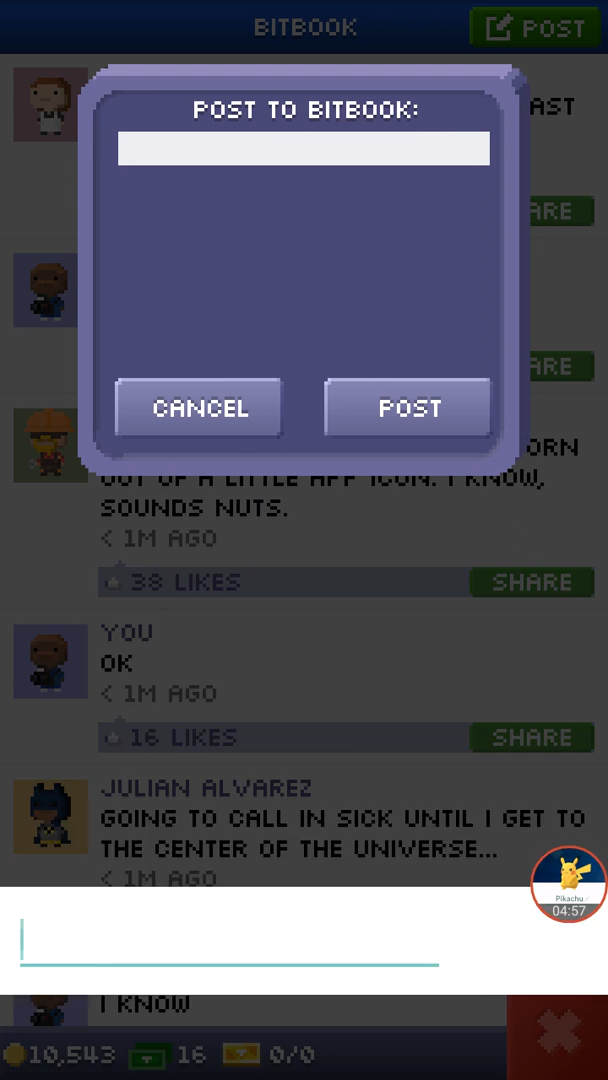 BITBOOK
POST
POST TO BITBOOK:
AST
ARE
ARE
CANCEL
POST
ORN
OUT OF A LITTLE APP ICON. I KNOW,
SOUNDS NUTS.
< 1M AGO
38 LIKES
SHARE
YOU
OK
< 1M AGO
16 LIKES
SHARE
JULIAN ALVAREZ
GOING TO CALL IN SICK UNTIL I GET TO
THE CENTER OF THE UNIVERSE...
< 1M AGO
Pikachu
04:57
I KNOW
10,543
16
0/0